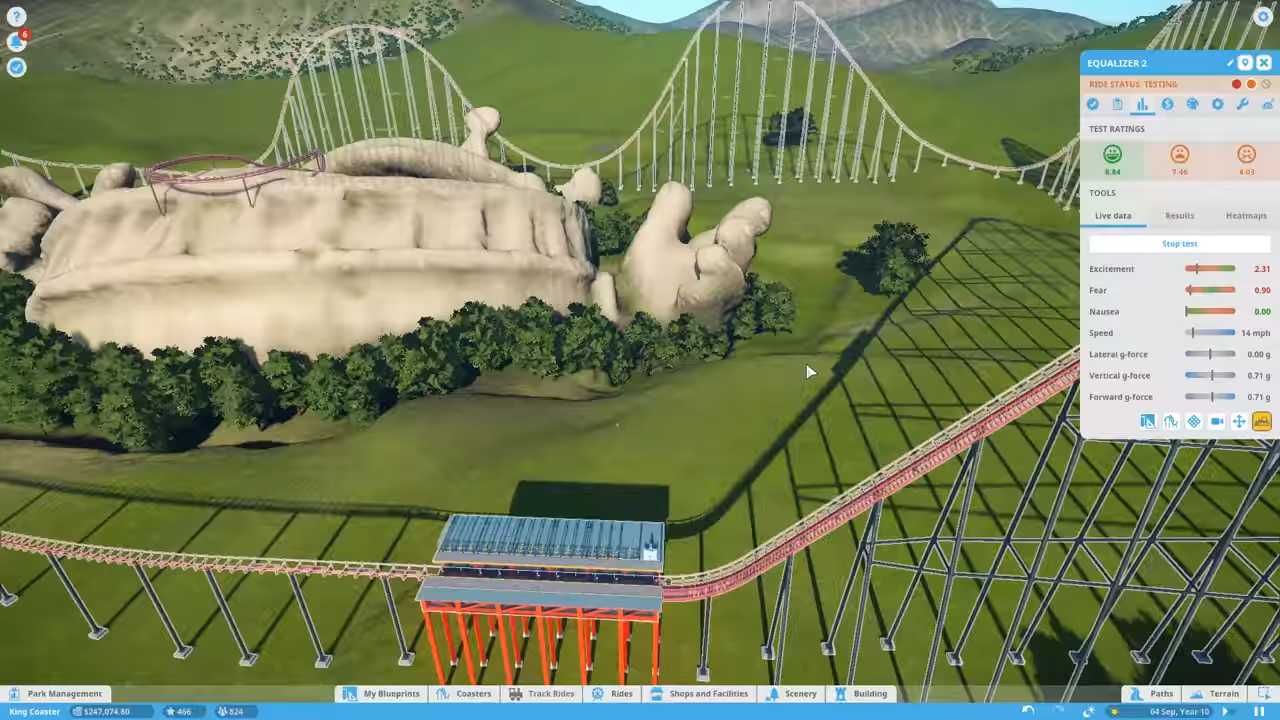 ?
6
EQUALIZER 2
RIDE STATUS: TESTING
TEST RATINGS
8.84 7.46 6.03
TOOLS
Live data Results Heatmaps
Stop test
Excitement 2.31
Fear 0.90
Nausea 0.00
Speed 14 mph
Lateral g-force 0.00 g
Vertical g-force 0.71 g
Forward g-force 0.71 g
Park Management My Blueprints Coasters Track Rides Rides Shops and Facilities Scenery Building Paths Terrain
King Coaster $247,074.80 466 824 04 Sep, Year 10